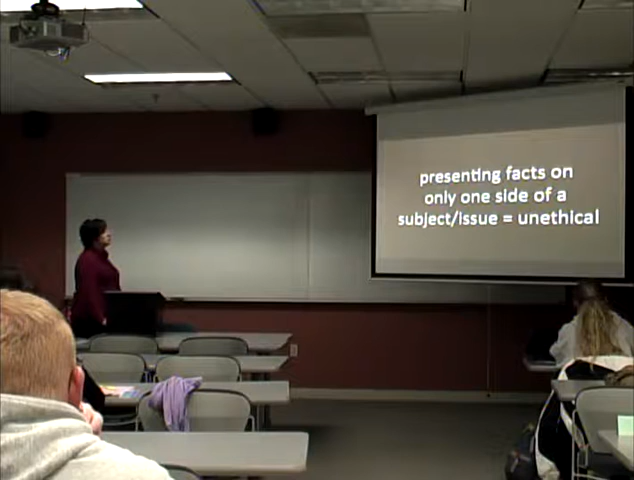 presenting facts on
only one side of a
subject/issue = unethical